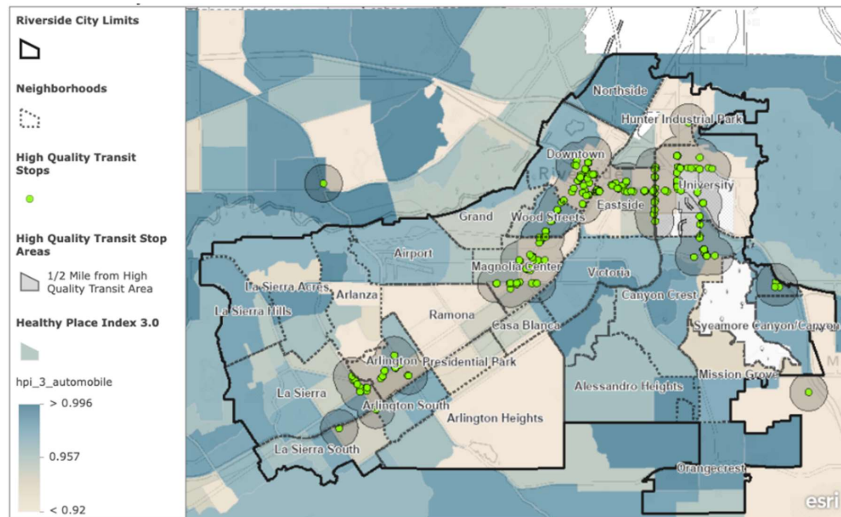 Riverside City Limits
Neighborhoods
High Quality Transit
Stops
High Quality Transit Stop
Areas
1/2 Mile from High
Quality Transit Area
Healthy Place Index 3.0
hpi_3_automobile
> 0.996
0.957
< 0.92
Northside
Hunter Industrial Park
Downtown
University
Eastside
Grand
Wood Streets
Airport
Magnolia Center
Victoria
La Sierra Acres
Arlanza
Canyon Crest
La Sierra Hills
Ramona
Casa Blanca
Sycamore Canyon/Canyon
Arlington
Presidential Park
Mission Grove
La Sierra
Alessandro Heights
Arlington South
Arlington Heights
La Sierra South
Orangecrest
esri